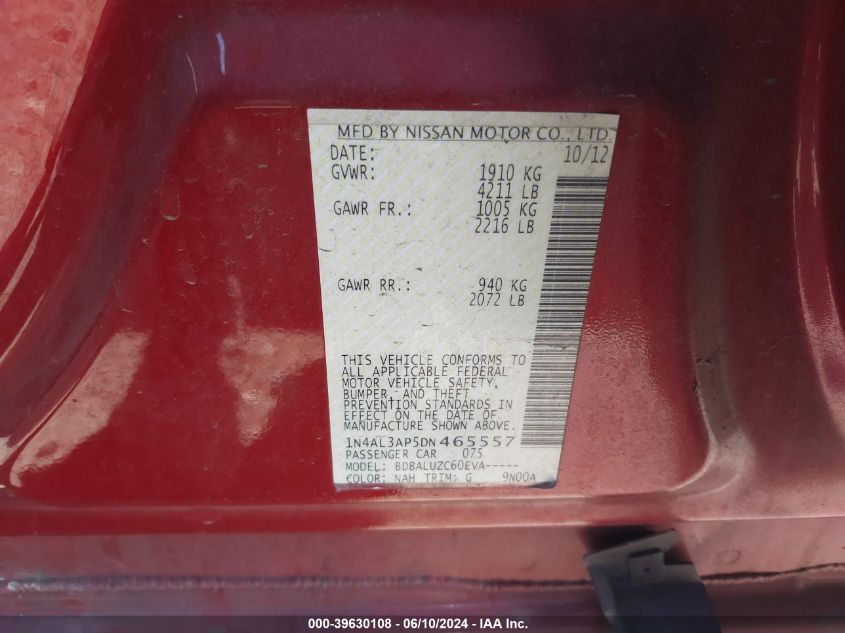 MFD BY NISSAN MOTOR CO., LTD.
DATE: 10/12
GVWR: 1910 KG
4211 LB
GAWR FR.: 1005 KG
2216 LB
GAWR RR.: 940 KG
2072 LB
THIS VEHICLE CONFORMS TO
ALL APPLICABLE FEDERAL
MOTOR VEHICLE SAFETY,
BUMPER, AND THEFT
PREVENTION STANDARDS IN
EFFECT ON THE DATE OF
MANUFACTURE SHOWN ABOVE.
1N4AL3AP5DN465557
PASSENGER CAR 075
MODEL: BDBALUZC60EVA-----
COLOR: NAH TRIM: G 9N00A
000-39630108 - 06/10/2024 - IAA Inc.